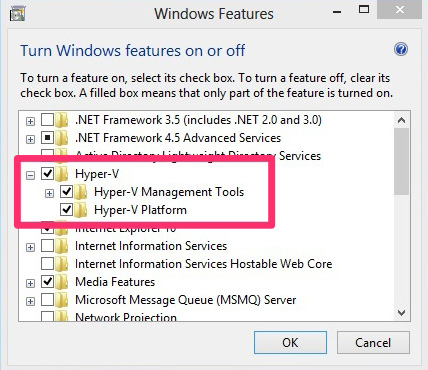 Windows Features
Turn Windows features on or off
To turn a feature on, select its check box. To turn a feature off, clear its
check box. A filled box means that only part of the feature is turned on.
.NET Framework 3.5 (includes .NET 2.0 and 3.0)
.NET Framework 4.5 Advanced Services
Active Directory Lightweight Directory Services
Hyper-V
Hyper-V Management Tools
Hyper-V Platform
Internet Explorer 10
Internet Information Services
Internet Information Services Hostable Web Core
Media Features
Microsoft Message Queue (MSMQ) Server
Network Projection
OK Cancel